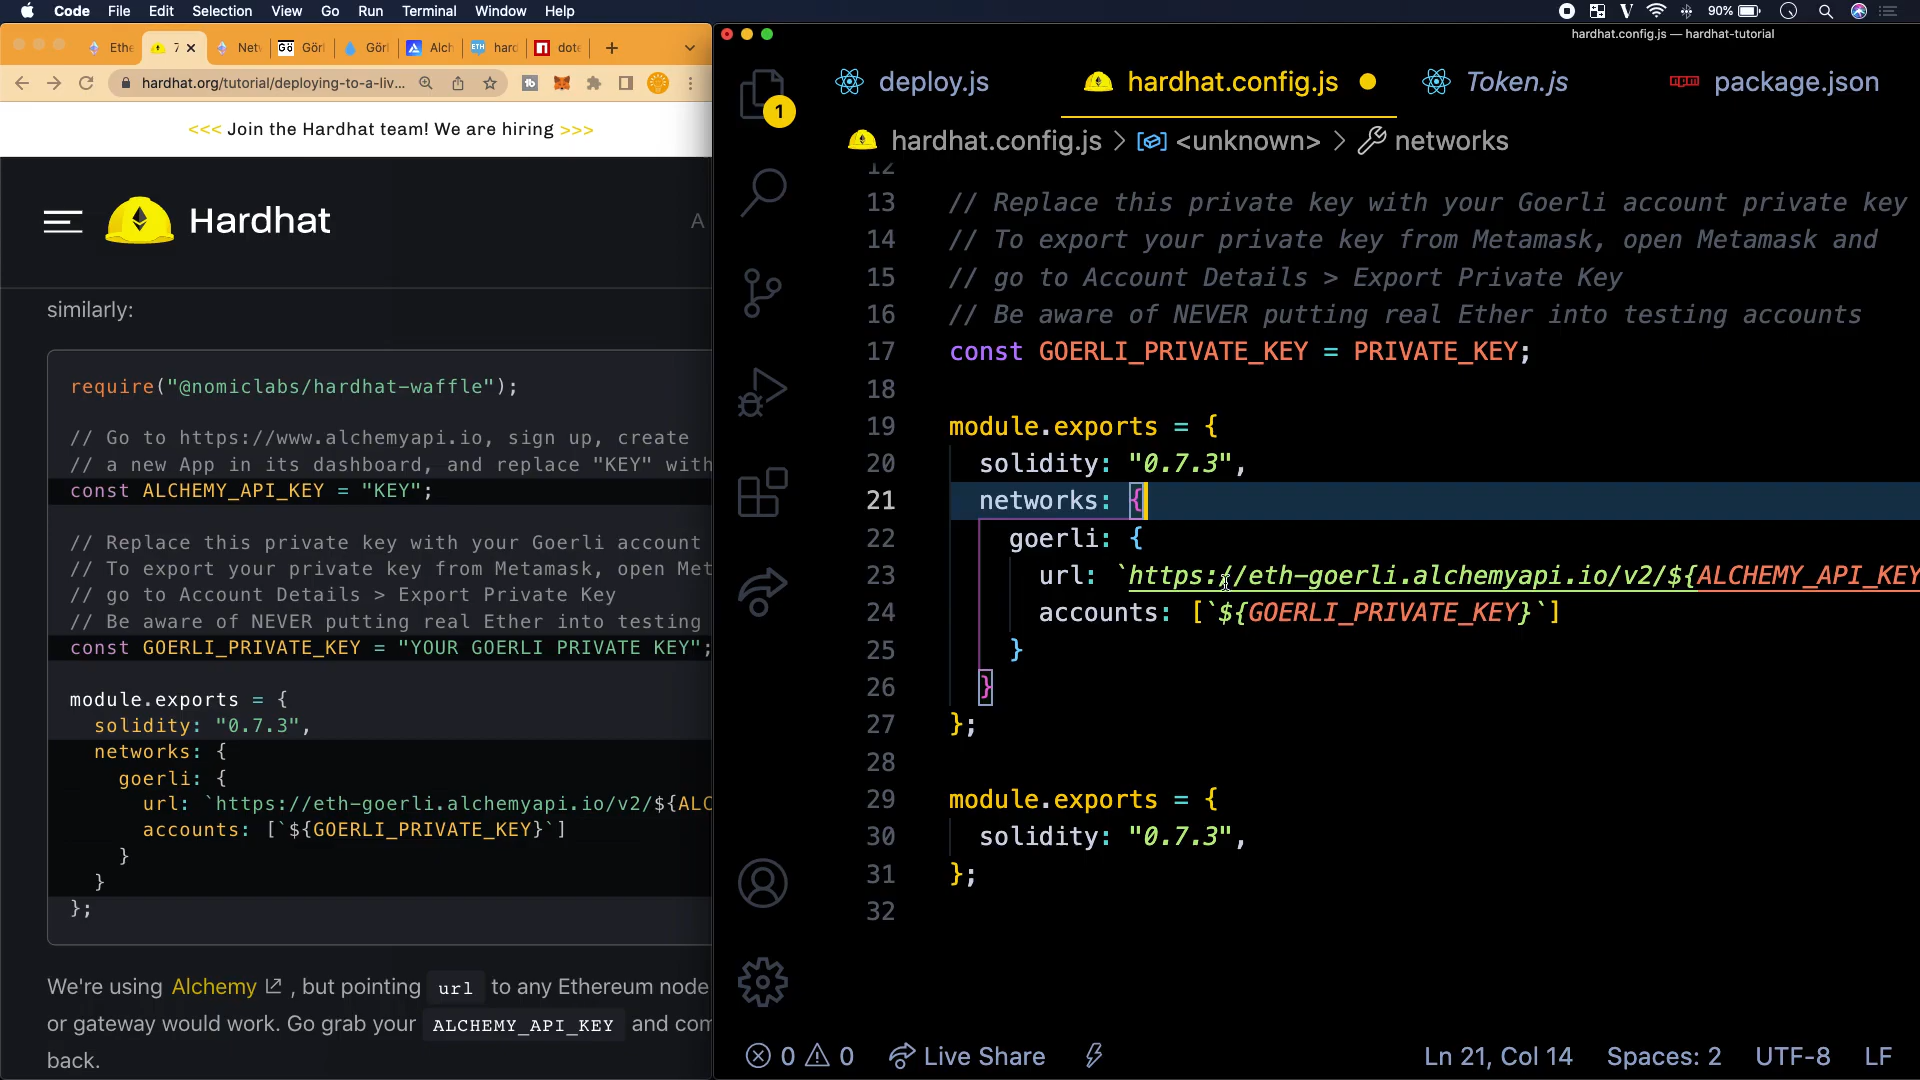 Code File Edit Selection View Go Run Terminal Window Help
V 90%
hardhat.config.js — hardhat-tutorial
Ethe
7
Net
Görl
Görl
Alch
hard
dote
hardhat.org/tutorial/deploying-to-a-liv...
<<< Join the Hardhat team! We are hiring >>>
Hardhat
A
similarly:
require("@nomiclabs/hardhat-waffle");
// Go to https://www.alchemyapi.io, sign up, create
// a new App in its dashboard, and replace "KEY" with
const ALCHEMY_API_KEY = "KEY";
// Replace this private key with your Goerli account
// To export your private key from Metamask, open Met
// go to Account Details > Export Private Key
// Be aware of NEVER putting real Ether into testing
const GOERLI_PRIVATE_KEY = "YOUR GOERLI PRIVATE KEY";
module.exports = {
solidity: "0.7.3",
networks: {
goerli: {
url: `https://eth-goerli.alchemyapi.io/v2/${ALC
accounts: [`${GOERLI_PRIVATE_KEY}`]
}
}
};
We're using Alchemy , but pointing url to any Ethereum node
or gateway would work. Go grab your ALCHEMY_API_KEY and com
back.
1
deploy.js hardhat.config.js Token.js package.json
hardhat.config.js > <unknown> > networks
12
13 // Replace this private key with your Goerli account private key
14 // To export your private key from Metamask, open Metamask and
15 // go to Account Details > Export Private Key
16 // Be aware of NEVER putting real Ether into testing accounts
17 const GOERLI_PRIVATE_KEY = PRIVATE_KEY;
18
19 module.exports = {
20 solidity: "0.7.3",
21 networks: {
22 goerli: {
23 url: `https://eth-goerli.alchemyapi.io/v2/${ALCHEMY_API_KEY
24 accounts: [`${GOERLI_PRIVATE_KEY}`]
25 }
26 }
27 };
28
29 module.exports = {
30 solidity: "0.7.3",
31 };
32
0 0 Live Share Ln 21, Col 14 Spaces: 2 UTF-8 LF